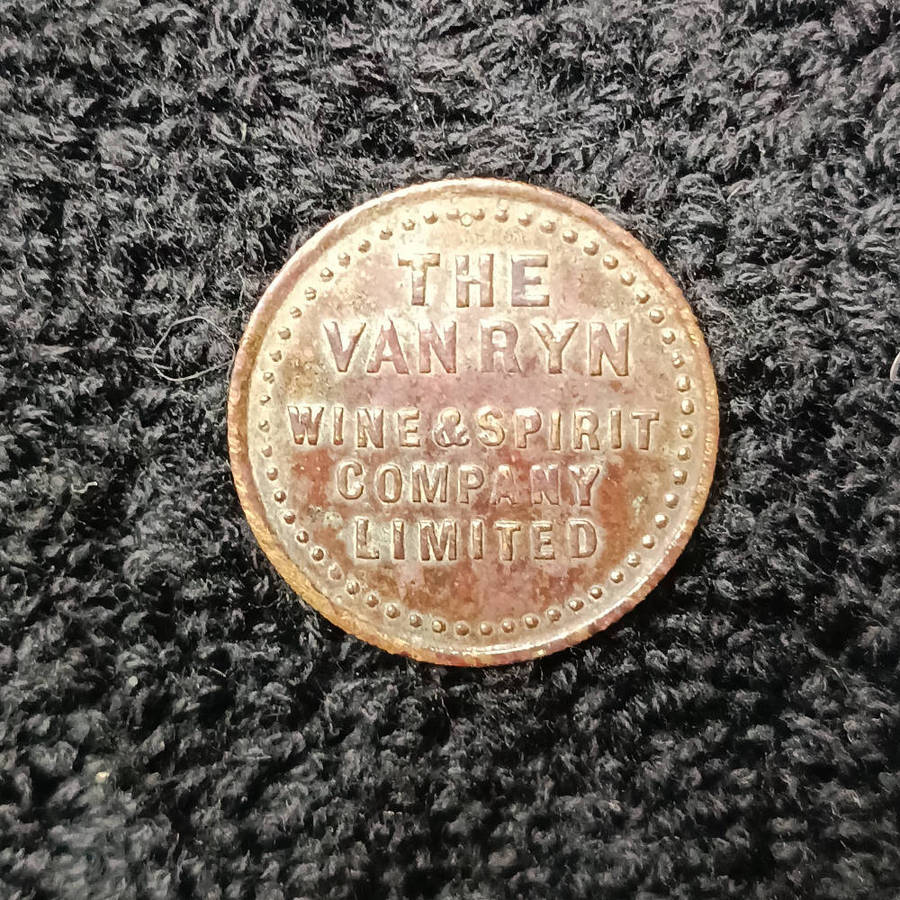 THE
VAN RYN
WINE & SPIRIT
COMPANY
LIMITED